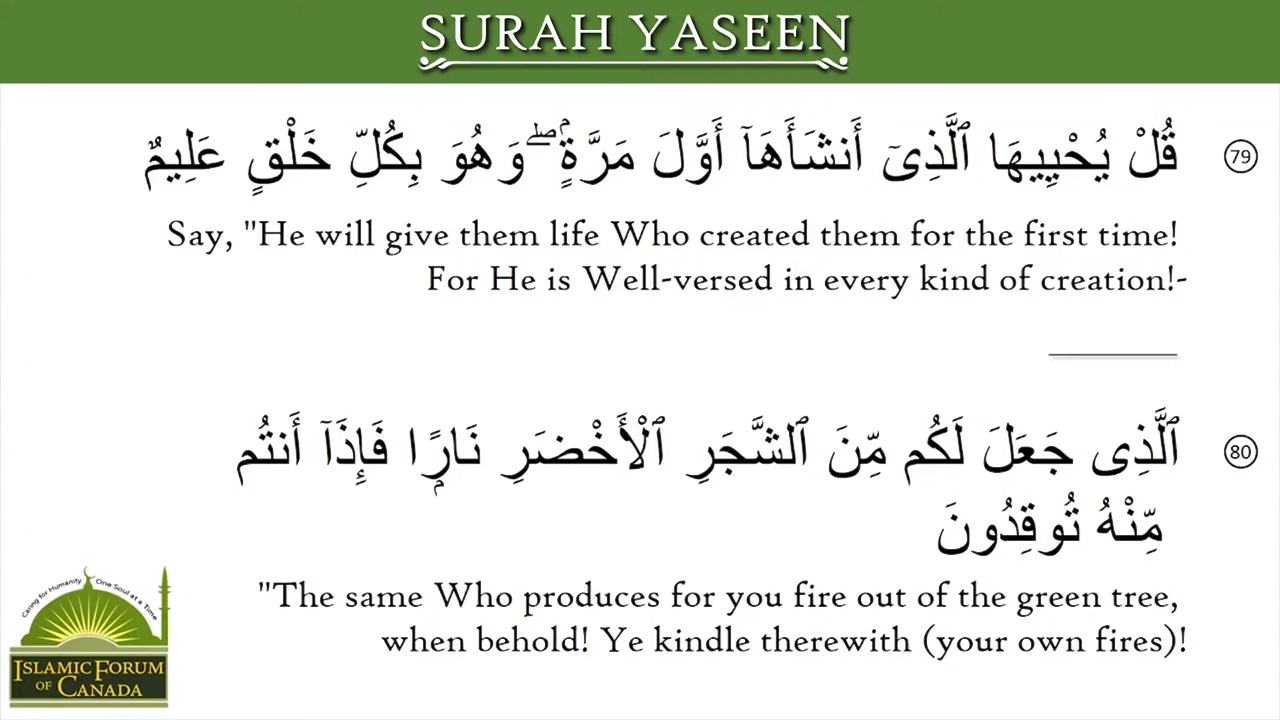 SURAH YASEEN
قُلْ يُحْيِيهَا ٱلَّذِىٓ أَنشَأَهَآ أَوَّلَ مَرَّةٍۢ ۖ وَهُوَ بِكُلِّ خَلْقٍ عَلِيمٌ 79
Say, "He will give them life Who created them for the first time!
For He is Well-versed in every kind of creation!-
ٱلَّذِى جَعَلَ لَكُم مِّنَ ٱلشَّجَرِ ٱلْأَخْضَرِ نَارًۭا فَإِذَآ أَنتُم 80
مِّنْهُ تُوقِدُونَ
"The same Who produces for you fire out of the green tree,
when behold! Ye kindle therewith (your own fires)!
Caring for Humanity One Soul at a Time
ISLAMIC FORUM
OF CANADA